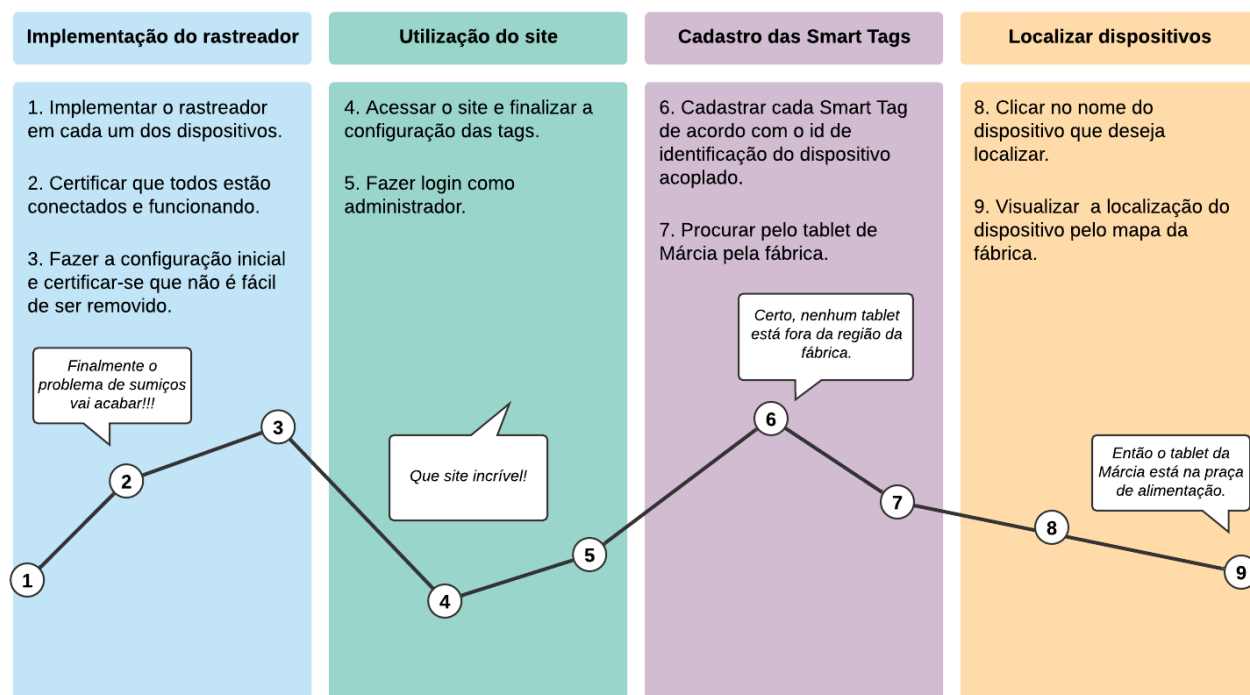 Implementação do rastreador
1. Implementar o rastreador
em cada um dos dispositivos.
2. Certificar que todos estão
conectados e funcionando.
3. Fazer a configuração inicial
e certificar-se que não é fácil
de ser removido.
Finalmente o
problema de sumiços
vai acabar!!!
1
2
3
Utilização do site
4. Acessar o site e finalizar a
configuração das tags.
5. Fazer login como
administrador.
Que site incrível!
4
5
Cadastro das Smart Tags
6. Cadastrar cada Smart Tag
de acordo com o id de
identificação do dispositivo
acoplado.
7. Procurar pelo tablet de
Márcia pela fábrica.
Certo, nenhum tablet
está fora da região da
fábrica.
6
7
Localizar dispositivos
8. Clicar no nome do
dispositivo que deseja
localizar.
9. Visualizar  a localização do
dispositivo pelo mapa da
fábrica.
Então o tablet da
Márcia está na praça
de alimentação.
8
9